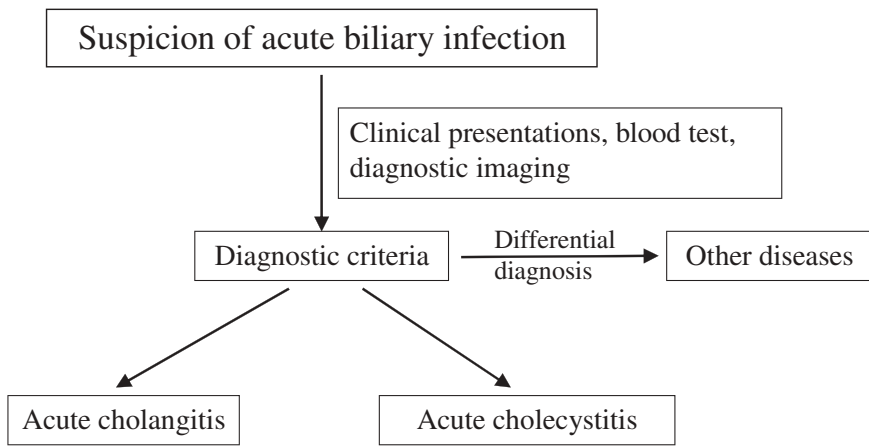 Suspicion of acute biliary infection
Clinical presentations, blood test,
diagnostic imaging
Diagnostic criteria
Differential
diagnosis
Other diseases
Acute cholangitis
Acute cholecystitis